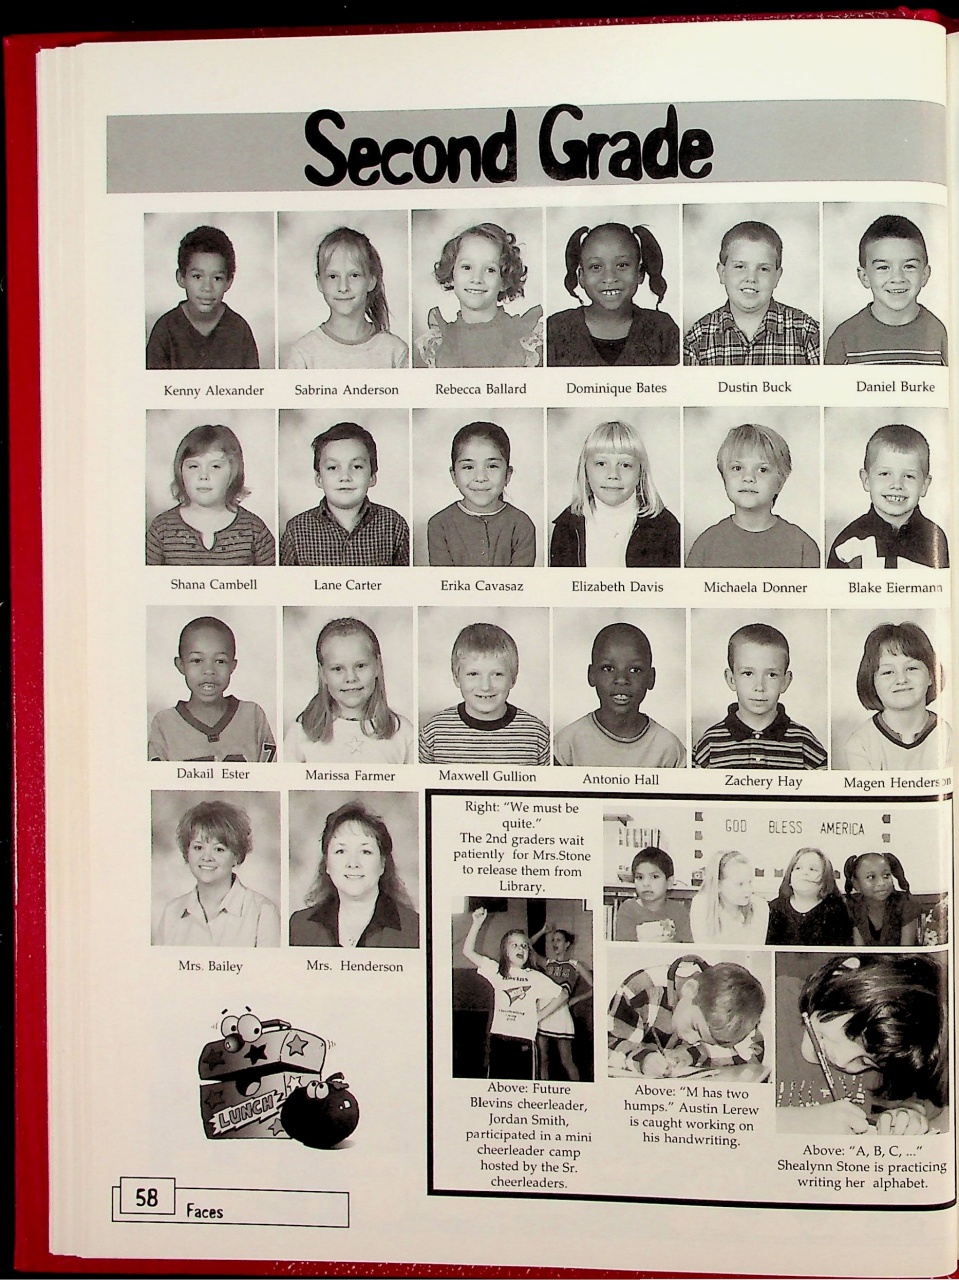 Second Grade
Kenny Alexander
Sabrina Anderson
Rebecca Ballard
Dominique Bates
Dustin Buck
Daniel Burke
Shana Cambell
Lane Carter
Erika Cavasaz
Elizabeth Davis
Michaela Donner
Blake Eiermann
Dakail Ester
Marissa Farmer
Maxwell Gullion
Antonio Hall
Zachery Hay
Magen Henderson
Mrs. Bailey
Mrs. Henderson
Right: “We must be
quite.”
The 2nd graders wait
patiently for Mrs.Stone
to release them from
Library.
GOD BLESS AMERICA
Blevins
Above: Future
Blevins cheerleader,
Jordan Smith,
participated in a mini
cheerleader camp
hosted by the Sr.
cheerleaders.
Above: “M has two
humps.” Austin Lerew
is caught working on
his handwriting.
Above: “A, B, C, ...”
Shealynn Stone is practicing
writing her alphabet.
LUNCH
58
Faces